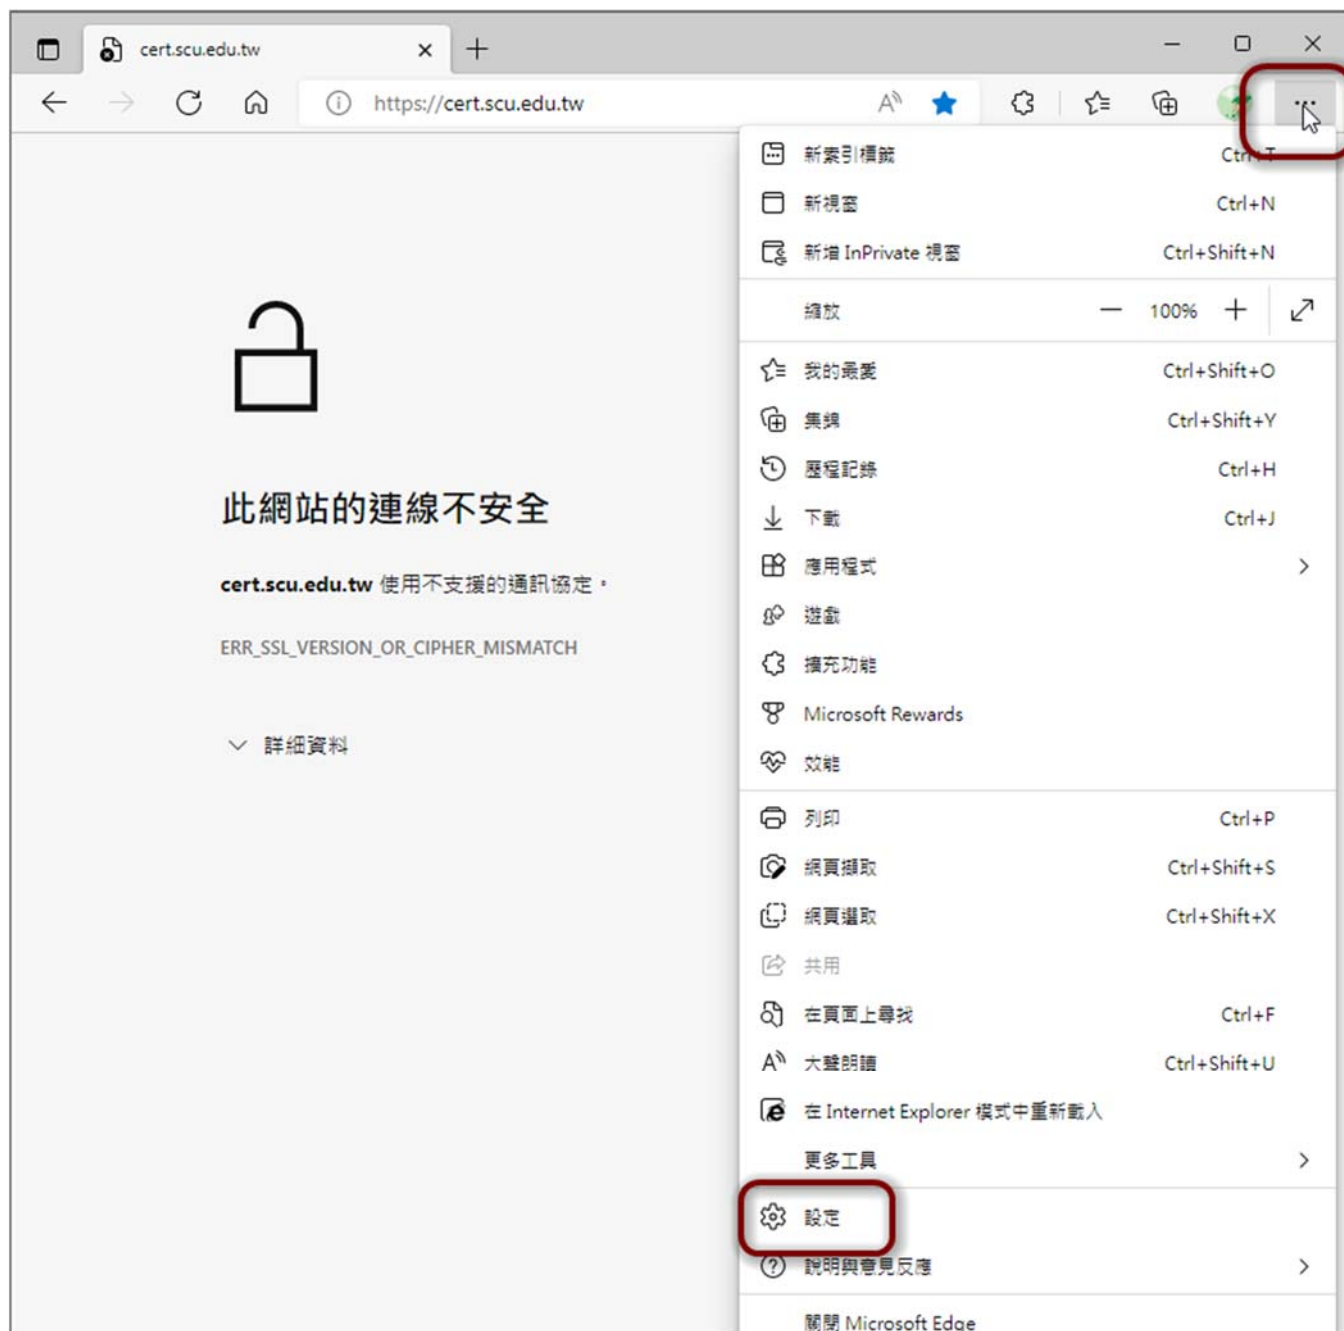 cert.scu.edu.tw
https://cert.scu.edu.tw
此網站的連線不安全
cert.scu.edu.tw 使用不支援的通訊協定。
ERR_SSL_VERSION_OR_CIPHER_MISMATCH
詳細資料
新索引標籤 Ctrl+T
新視窗 Ctrl+N
新增 InPrivate 視窗 Ctrl+Shift+N
縮放 100%
我的最愛 Ctrl+Shift+O
集錦 Ctrl+Shift+Y
歷程記錄 Ctrl+H
下載 Ctrl+J
應用程式
遊戲
擴充功能
Microsoft Rewards
效能
列印 Ctrl+P
網頁擷取 Ctrl+Shift+S
網頁選取 Ctrl+Shift+X
共用
在頁面上尋找 Ctrl+F
大聲朗讀 Ctrl+Shift+U
在 Internet Explorer 模式中重新載入
更多工具
設定
說明與意見反應
關閉 Microsoft Edge